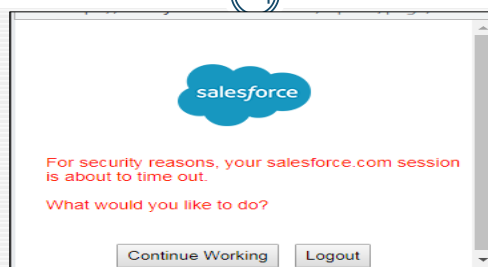 salesforce
For security reasons, your salesforce.com session
is about to time out.
What would you like to do?
Continue Working Logout